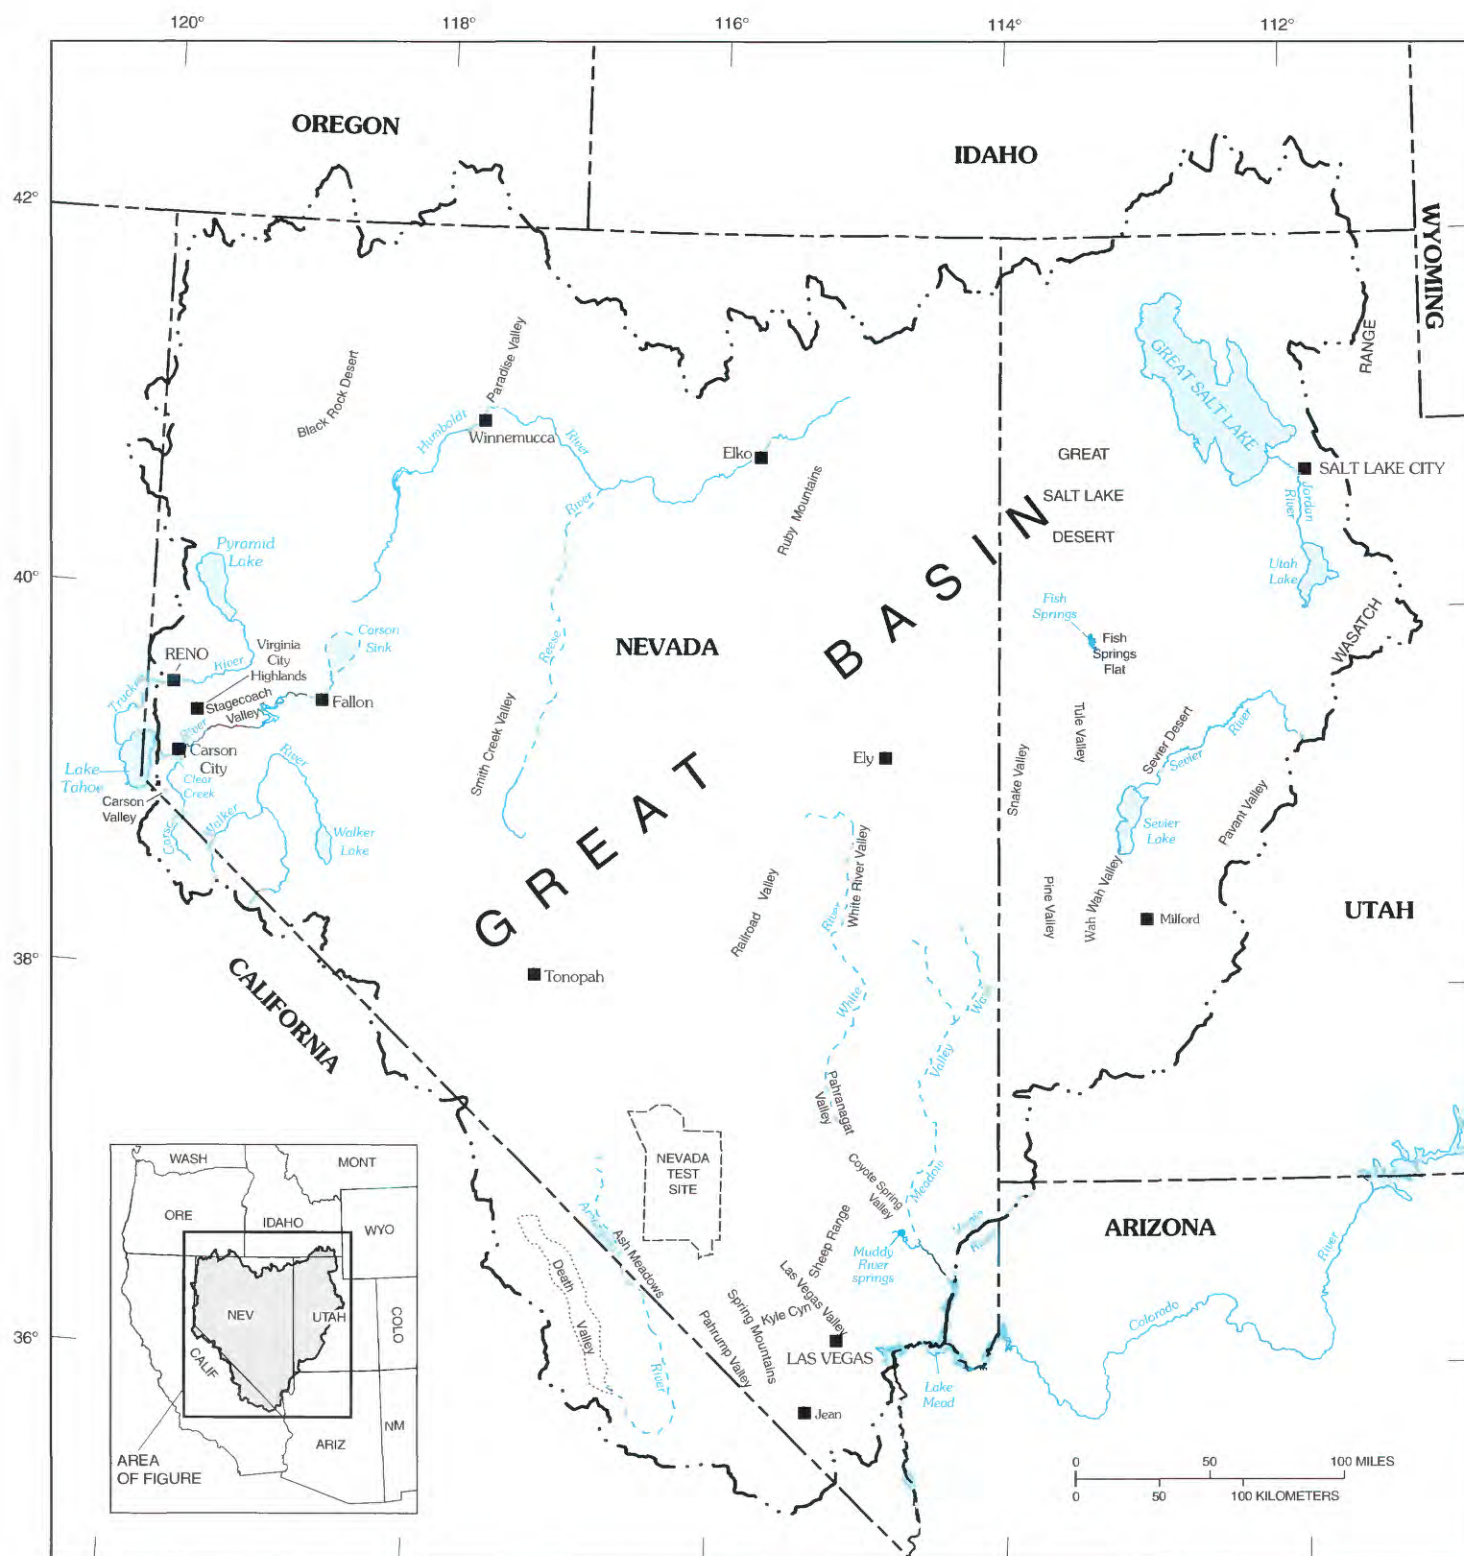 120°
118°
116°
114°
112°
OREGON
IDAHO
42°
WYOMING
RANGE
Paradise Valley
Black Rock Desert
GREAT SALT LAKE
Humboldt
River
Winnemucca
Elko
GREAT
SALT LAKE
DESERT
SALT LAKE CITY
Jordan
River
River
Ruby Mountains
GREAT BASIN
Pyramid
Lake
40°
Utah
Lake
Fish
Springs
Fish
Springs
Flat
WASATCH
Carson
Sink
Reese
NEVADA
Virginia
City
Highlands
RENO
River
Stagecoach
Valley
Fallon
River
Carson
City
Lake
Tahoe
Clear
Creek
Carson
Valley
River
Walker
Walker
Lake
Smith Creek Valley
Ely
Snake Valley
Tule Valley
Sevier Desert
River
Sevier
Sevier
Lake
Pavant Valley
White River Valley
Railroad Valley
Pine Valley
Wah Wah Valley
Milford
UTAH
38°
CALIFORNIA
Tonopah
River
White
Valley
Pahranagat
Valley
Meadow
Coyote Spring
Valley
NEVADA
TEST
SITE
Ash Meadows
Death
Valley
River
Sheep Range
Muddy
River
springs
Las Vegas Valley
Kyle Cyn
Spring Mountains
Pahrump Valley
ARIZONA
River
Colorado
36°
LAS VEGAS
Lake
Mead
Jean
WASH
MONT
ORE
IDAHO
WYO
NEV
UTAH
COLO
CALIF
NM
ARIZ
AREA
OF FIGURE
0 50 100 MILES
0 50 100 KILOMETERS